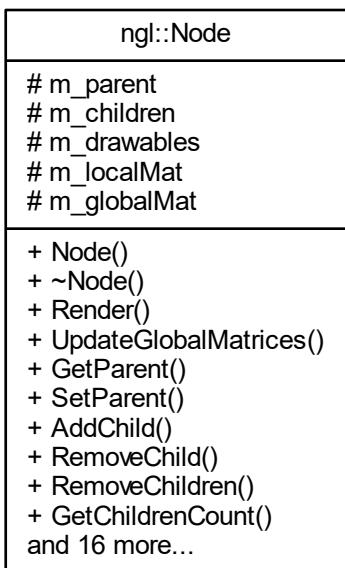 ngl::Node
# m_parent
# m_children
# m_drawables
# m_localMat
# m_globalMat
+ Node()
+ ~Node()
+ Render()
+ UpdateGlobalMatrices()
+ GetParent()
+ SetParent()
+ AddChild()
+ RemoveChild()
+ RemoveChildren()
+ GetChildrenCount()
and 16 more...